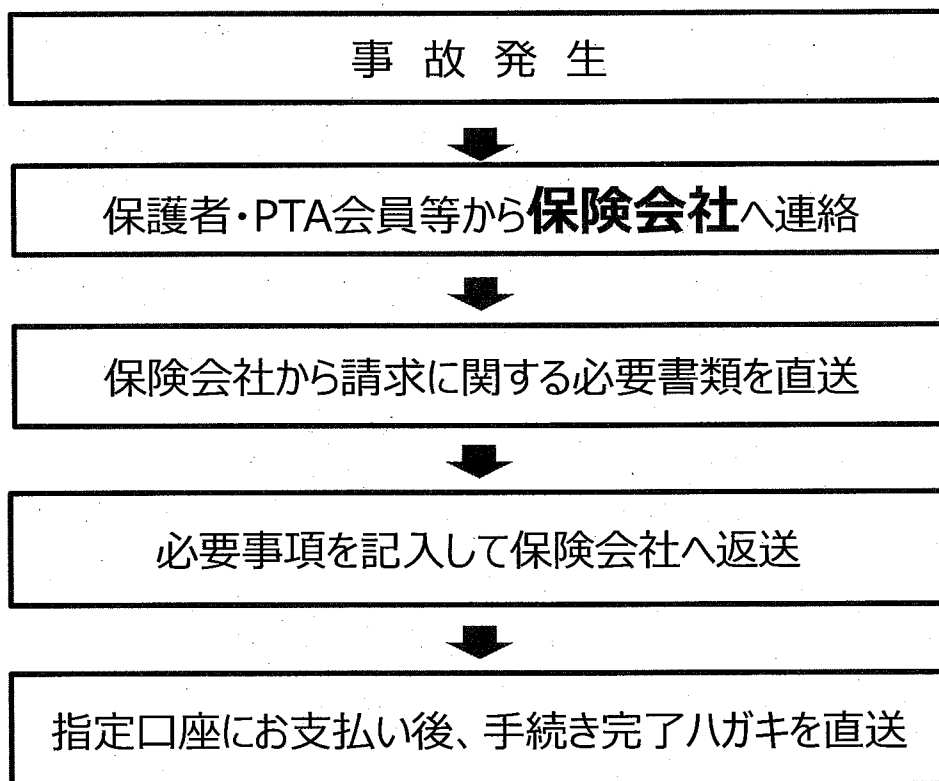 事故発生
保護者・PTA会員等から保険会社へ連絡
保険会社から請求に関する必要書類を直送
必要事項を記入して保険会社へ返送
指定口座にお支払い後、手続き完了ハガキを直送